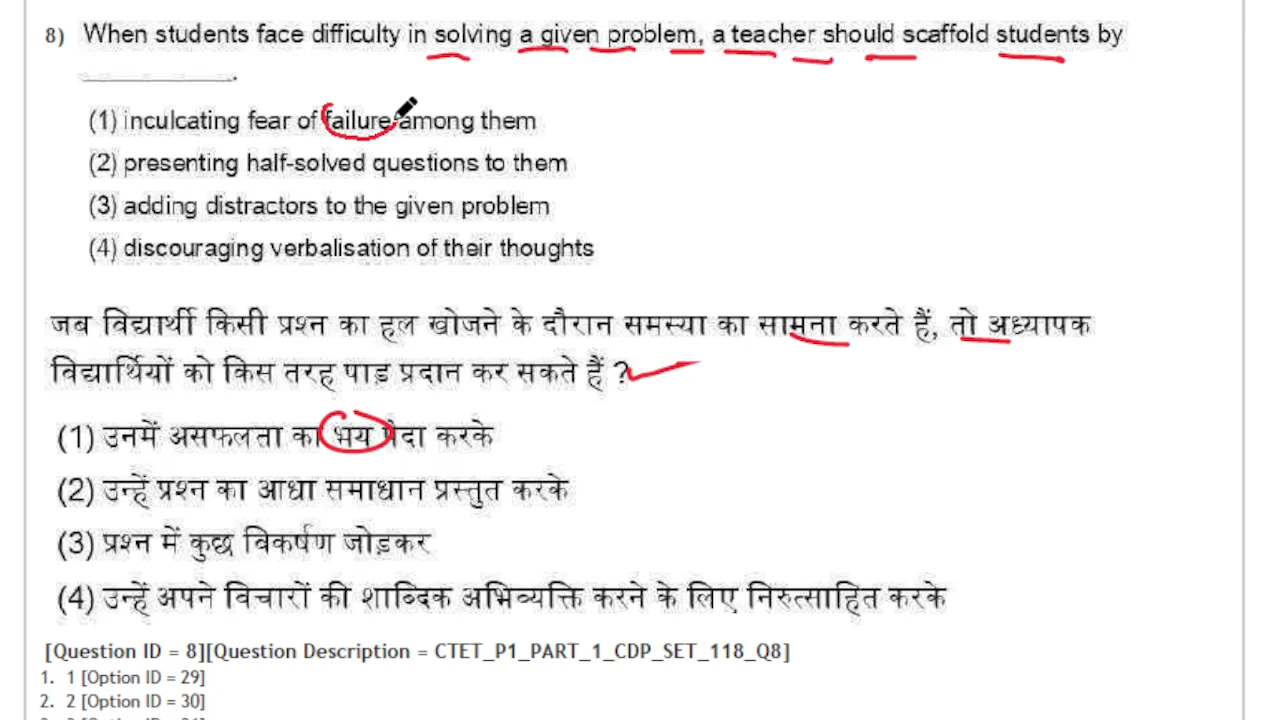 8) When students face difficulty in solving a given problem, a teacher should scaffold students by
____________.
(1) inculcating fear of failure among them
(2) presenting half-solved questions to them
(3) adding distractors to the given problem
(4) discouraging verbalisation of their thoughts
जब विद्यार्थी किसी प्रश्न का हल खोजने के दौरान समस्या का सामना करते हैं, तो अध्यापक
विद्यार्थियों को किस तरह पाड़ प्रदान कर सकते हैं ?
(1) उनमें असफलता का भय पैदा करके
(2) उन्हें प्रश्न का आधा समाधान प्रस्तुत करके
(3) प्रश्न में कुछ विकर्षण जोड़कर
(4) उन्हें अपने विचारों की शाब्दिक अभिव्यक्ति करने के लिए निरुत्साहित करके
[Question ID = 8][Question Description = CTET_P1_PART_1_CDP_SET_118_Q8]
1. 1 [Option ID = 29]
2. 2 [Option ID = 30]